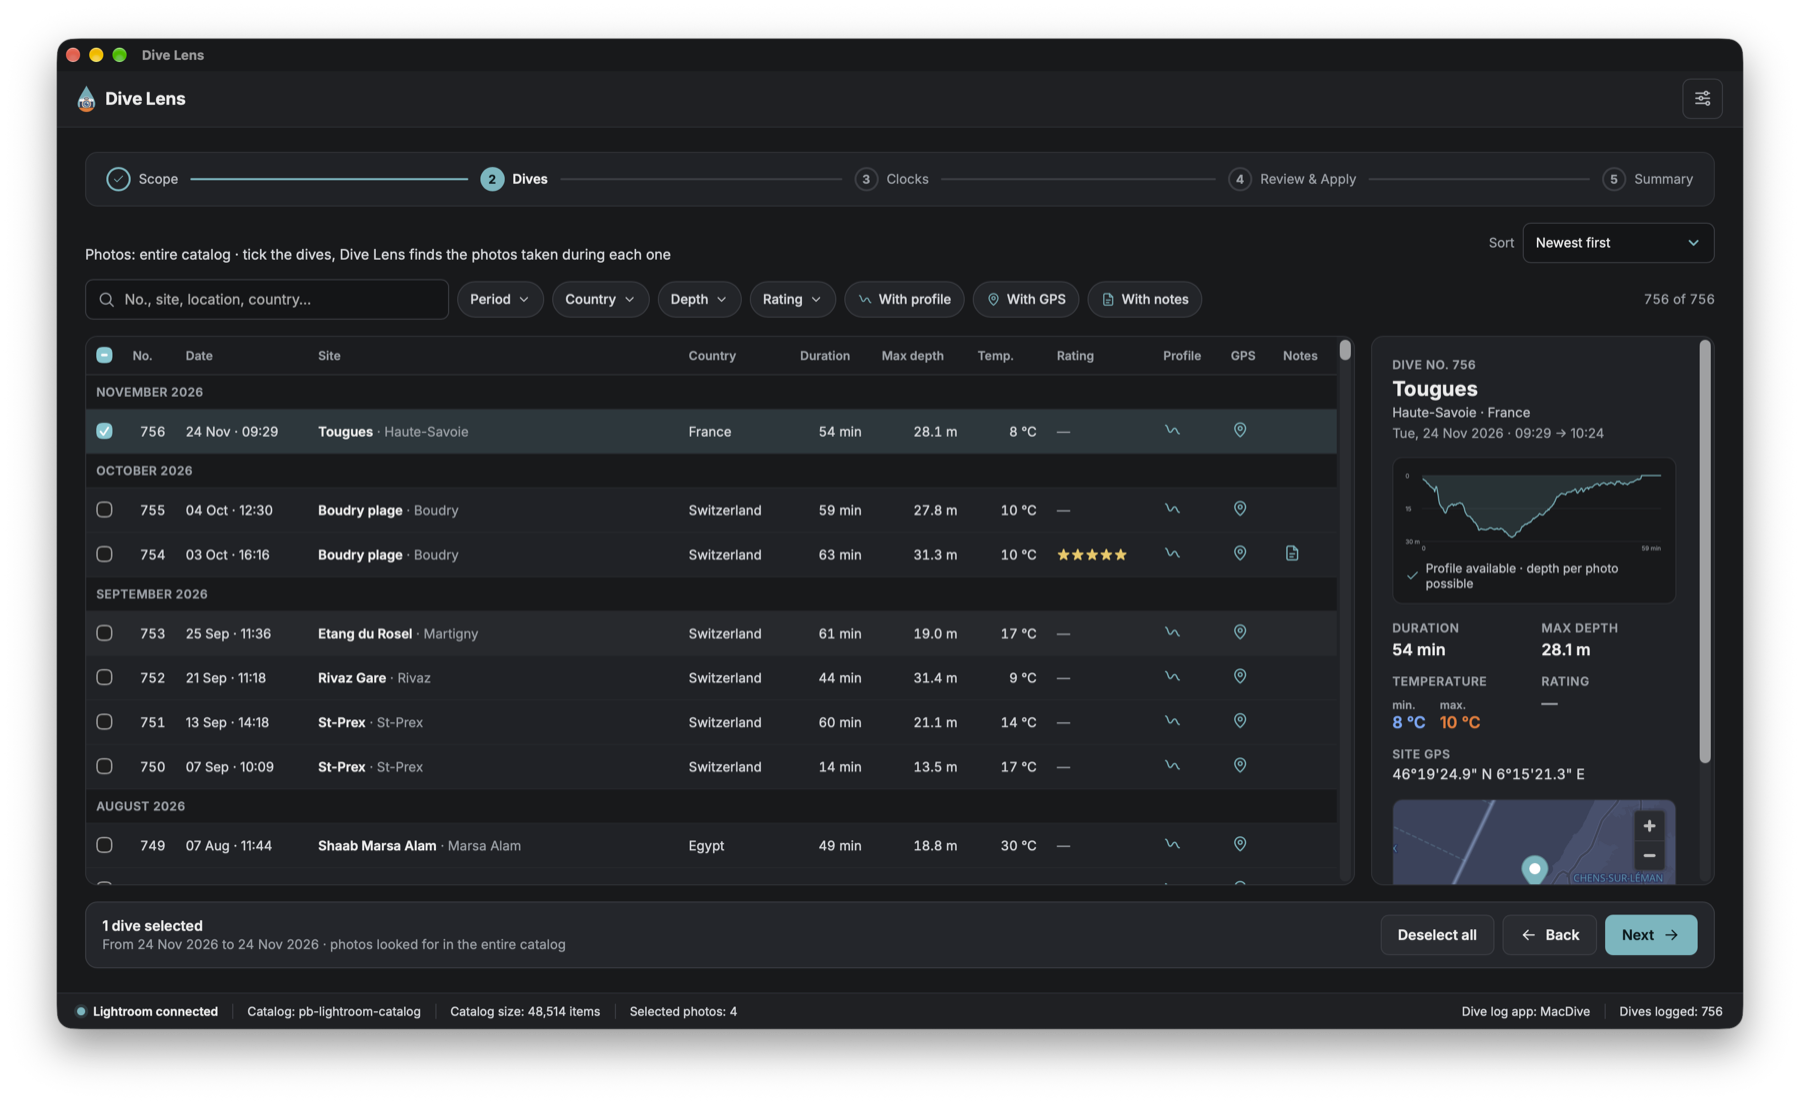 Dive Lens
Dive Lens
Scope
2 Dives
3 Clocks
4 Review & Apply
5 Summary
Photos: entire catalog · tick the dives, Dive Lens finds the photos taken during each one
Sort Newest first
No., site, location, country...
Period
Country
Depth
Rating
With profile
With GPS
With notes
756 of 756
No. Date Site Country Duration Max depth Temp. Rating Profile GPS Notes
NOVEMBER 2026
756 24 Nov · 09:29 Tougues · Haute-Savoie France 54 min 28.1 m 8 °C —
OCTOBER 2026
755 04 Oct · 12:30 Boudry plage · Boudry Switzerland 59 min 27.8 m 10 °C —
754 03 Oct · 16:16 Boudry plage · Boudry Switzerland 63 min 31.3 m 10 °C ★★★★★
SEPTEMBER 2026
753 25 Sep · 11:36 Etang du Rosel · Martigny Switzerland 61 min 19.0 m 17 °C —
752 21 Sep · 11:18 Rivaz Gare · Rivaz Switzerland 44 min 31.4 m 9 °C —
751 13 Sep · 14:18 St-Prex · St-Prex Switzerland 60 min 21.1 m 14 °C —
750 07 Sep · 10:09 St-Prex · St-Prex Switzerland 14 min 13.5 m 17 °C —
AUGUST 2026
749 07 Aug · 11:44 Shaab Marsa Alam · Marsa Alam Egypt 49 min 18.8 m 30 °C —
DIVE NO. 756
Tougues
Haute-Savoie · France
Tue, 24 Nov 2026 · 09:29 → 10:24
0
15
30 m
0 59 min
Profile available · depth per photo
possible
DURATION MAX DEPTH
54 min 28.1 m
TEMPERATURE RATING
min. max. —
8 °C 10 °C
SITE GPS
46°19'24.9" N 6°15'21.3" E
+
−
CHENS-SUR-LÉMAN
1 dive selected
From 24 Nov 2026 to 24 Nov 2026 · photos looked for in the entire catalog
Deselect all
← Back
Next →
Lightroom connected
Catalog: pb-lightroom-catalog
Catalog size: 48,514 items
Selected photos: 4
Dive log app: MacDive
Dives logged: 756